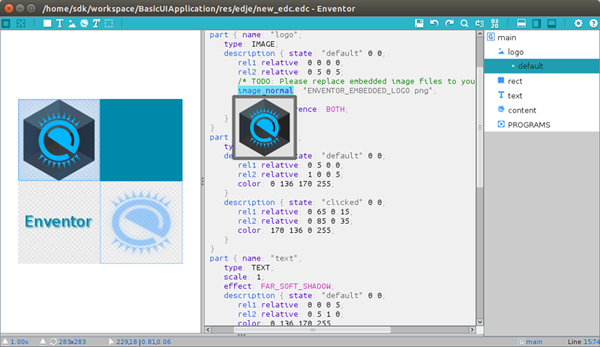 /home/sdk/workspace/BasicUIApplication/res/edje/new_edc.edc - Enventor
part { name "logo",
type IMAGE,
description { state "default" 0 0,
rel1 relative 0 0 0 0,
rel2 relative 0 5 0 5,
/* TODO: Please replace embedded image files to you
image normal "ENVENTOR_EMBEDDED_LOGO.png",
rence BOTH,
}
}
part
ty
de "default" 0 0,
rel1 relative 0 5 0 0,
rel2 relative 1 0 0 5,
color 0 136 170 255,
}
description { state "clicked" 0 0,
rel1 relative 0 65 0 15,
rel2 relative 0 85 0 35,
color 170 136 0 255,
}
}
part { name "text",
type TEXT,
scale 1,
effect FAR_SOFT_SHADOW,
description { state "default" 0 0,
rel1 relative 0 0 0 5,
rel2 relative 0 5 1 0,
color 0 136 170 255
Enventor
main
logo
default
rect
text
content
PROGRAMS
1.00x
283x283
229,18 | 0.81,0.06
main
Line 15:74